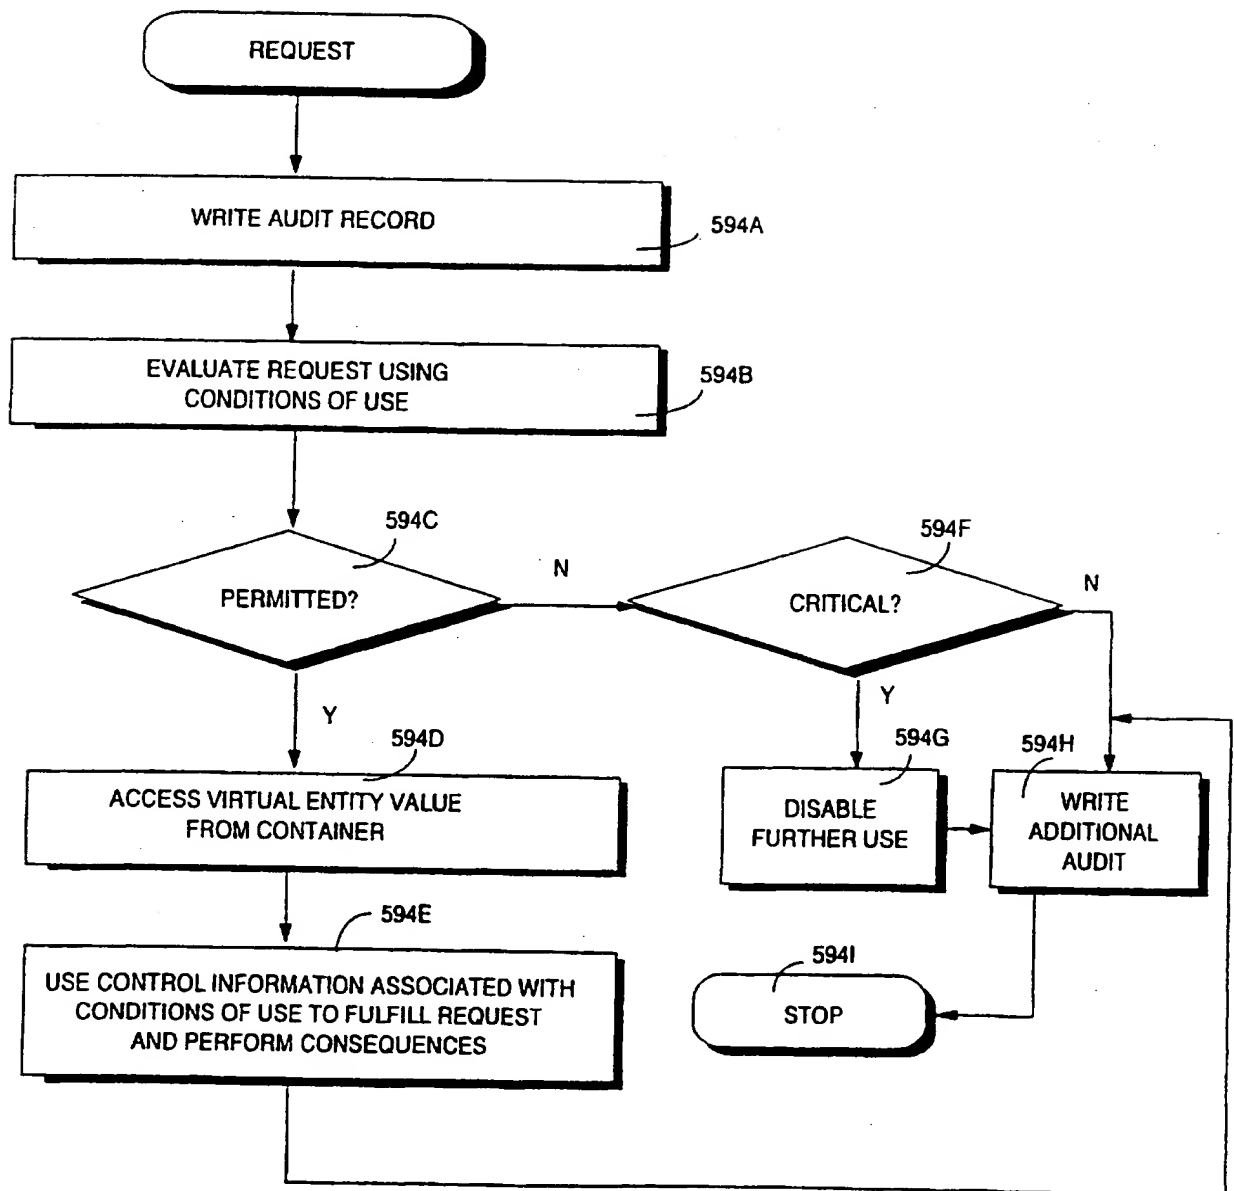 REQUEST
WRITE AUDIT RECORD
594A
EVALUATE REQUEST USING
CONDITIONS OF USE
594B
594C
PERMITTED?
N
594F
CRITICAL?
N
Y
Y
594D
ACCESS VIRTUAL ENTITY VALUE
FROM CONTAINER
594G
DISABLE
FURTHER USE
594H
WRITE
ADDITIONAL
AUDIT
594E
USE CONTROL INFORMATION ASSOCIATED WITH
CONDITIONS OF USE TO FULFILL REQUEST
AND PERFORM CONSEQUENCES
594I
STOP